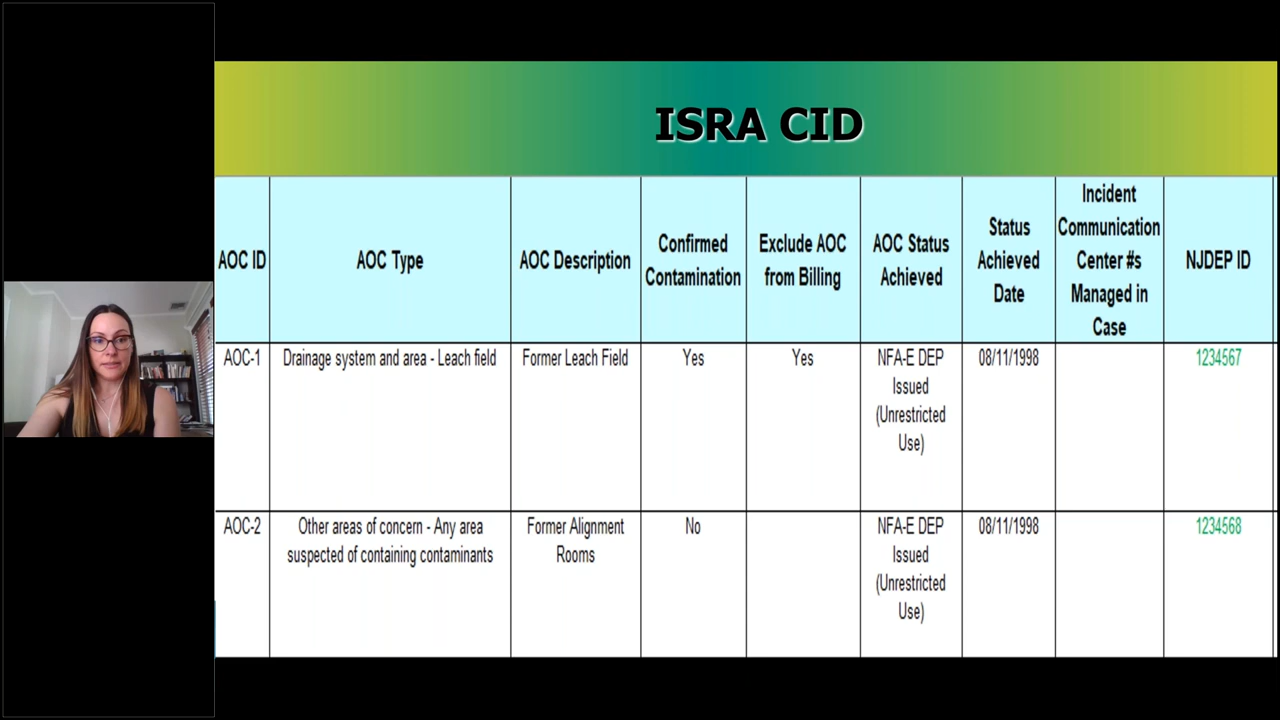 ISRA CID
AOC ID
AOC Type
AOC Description
Confirmed
Contamination
Exclude AOC
from Billing
AOC Status
Achieved
Status
Achieved
Date
Incident
Communication
Center #s
Managed in
Case
NJDEP ID
AOC-1
Drainage system and area - Leach field
Former Leach Field
Yes
Yes
NFA-E DEP
Issued
(Unrestricted
Use)
08/11/1998
1234567
AOC-2
Other areas of concern - Any area
suspected of containing contaminants
Former Alignment
Rooms
No
NFA-E DEP
Issued
(Unrestricted
Use)
08/11/1998
1234568